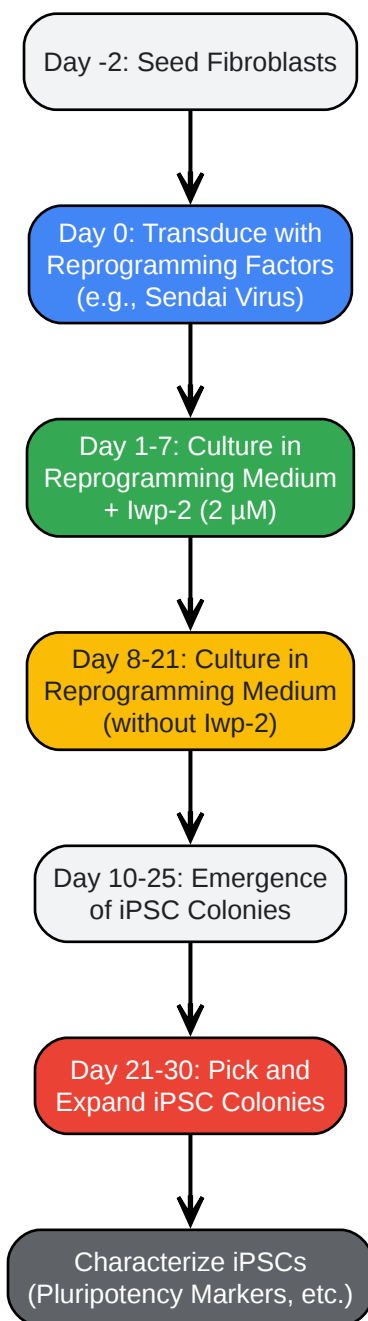 Day -2: Seed Fibroblasts
Day 0: Transduce with
Reprogramming Factors
(e.g., Sendai Virus)
Day 1-7: Culture in
Reprogramming Medium
+ Iwp-2 (2 µM)
Day 8-21: Culture in
Reprogramming Medium
(without Iwp-2)
Day 10-25: Emergence
of iPSC Colonies
Day 21-30: Pick and
Expand iPSC Colonies
Characterize iPSCs
(Pluripotency Markers, etc.)